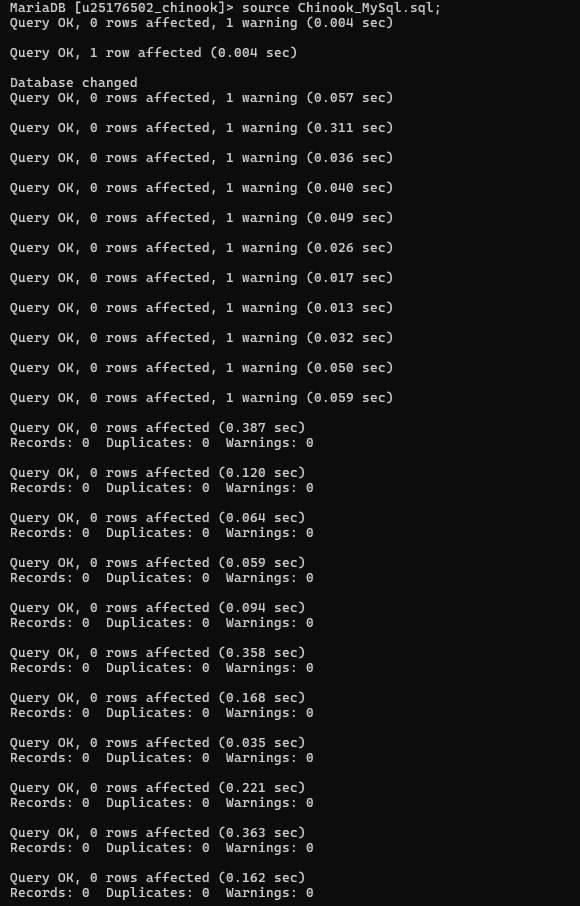 MariaDB [u25176502_chinook]> source Chinook_MySql.sql;
Query OK, 0 rows affected, 1 warning (0.004 sec)
Query OK, 1 row affected (0.004 sec)
Database changed
Query OK, 0 rows affected, 1 warning (0.057 sec)
Query OK, 0 rows affected, 1 warning (0.311 sec)
Query OK, 0 rows affected, 1 warning (0.036 sec)
Query OK, 0 rows affected, 1 warning (0.040 sec)
Query OK, 0 rows affected, 1 warning (0.049 sec)
Query OK, 0 rows affected, 1 warning (0.026 sec)
Query OK, 0 rows affected, 1 warning (0.017 sec)
Query OK, 0 rows affected, 1 warning (0.013 sec)
Query OK, 0 rows affected, 1 warning (0.032 sec)
Query OK, 0 rows affected, 1 warning (0.050 sec)
Query OK, 0 rows affected, 1 warning (0.059 sec)
Query OK, 0 rows affected (0.387 sec)
Records: 0  Duplicates: 0  Warnings: 0
Query OK, 0 rows affected (0.120 sec)
Records: 0  Duplicates: 0  Warnings: 0
Query OK, 0 rows affected (0.064 sec)
Records: 0  Duplicates: 0  Warnings: 0
Query OK, 0 rows affected (0.059 sec)
Records: 0  Duplicates: 0  Warnings: 0
Query OK, 0 rows affected (0.094 sec)
Records: 0  Duplicates: 0  Warnings: 0
Query OK, 0 rows affected (0.358 sec)
Records: 0  Duplicates: 0  Warnings: 0
Query OK, 0 rows affected (0.168 sec)
Records: 0  Duplicates: 0  Warnings: 0
Query OK, 0 rows affected (0.035 sec)
Records: 0  Duplicates: 0  Warnings: 0
Query OK, 0 rows affected (0.221 sec)
Records: 0  Duplicates: 0  Warnings: 0
Query OK, 0 rows affected (0.363 sec)
Records: 0  Duplicates: 0  Warnings: 0
Query OK, 0 rows affected (0.162 sec)
Records: 0  Duplicates: 0  Warnings: 0